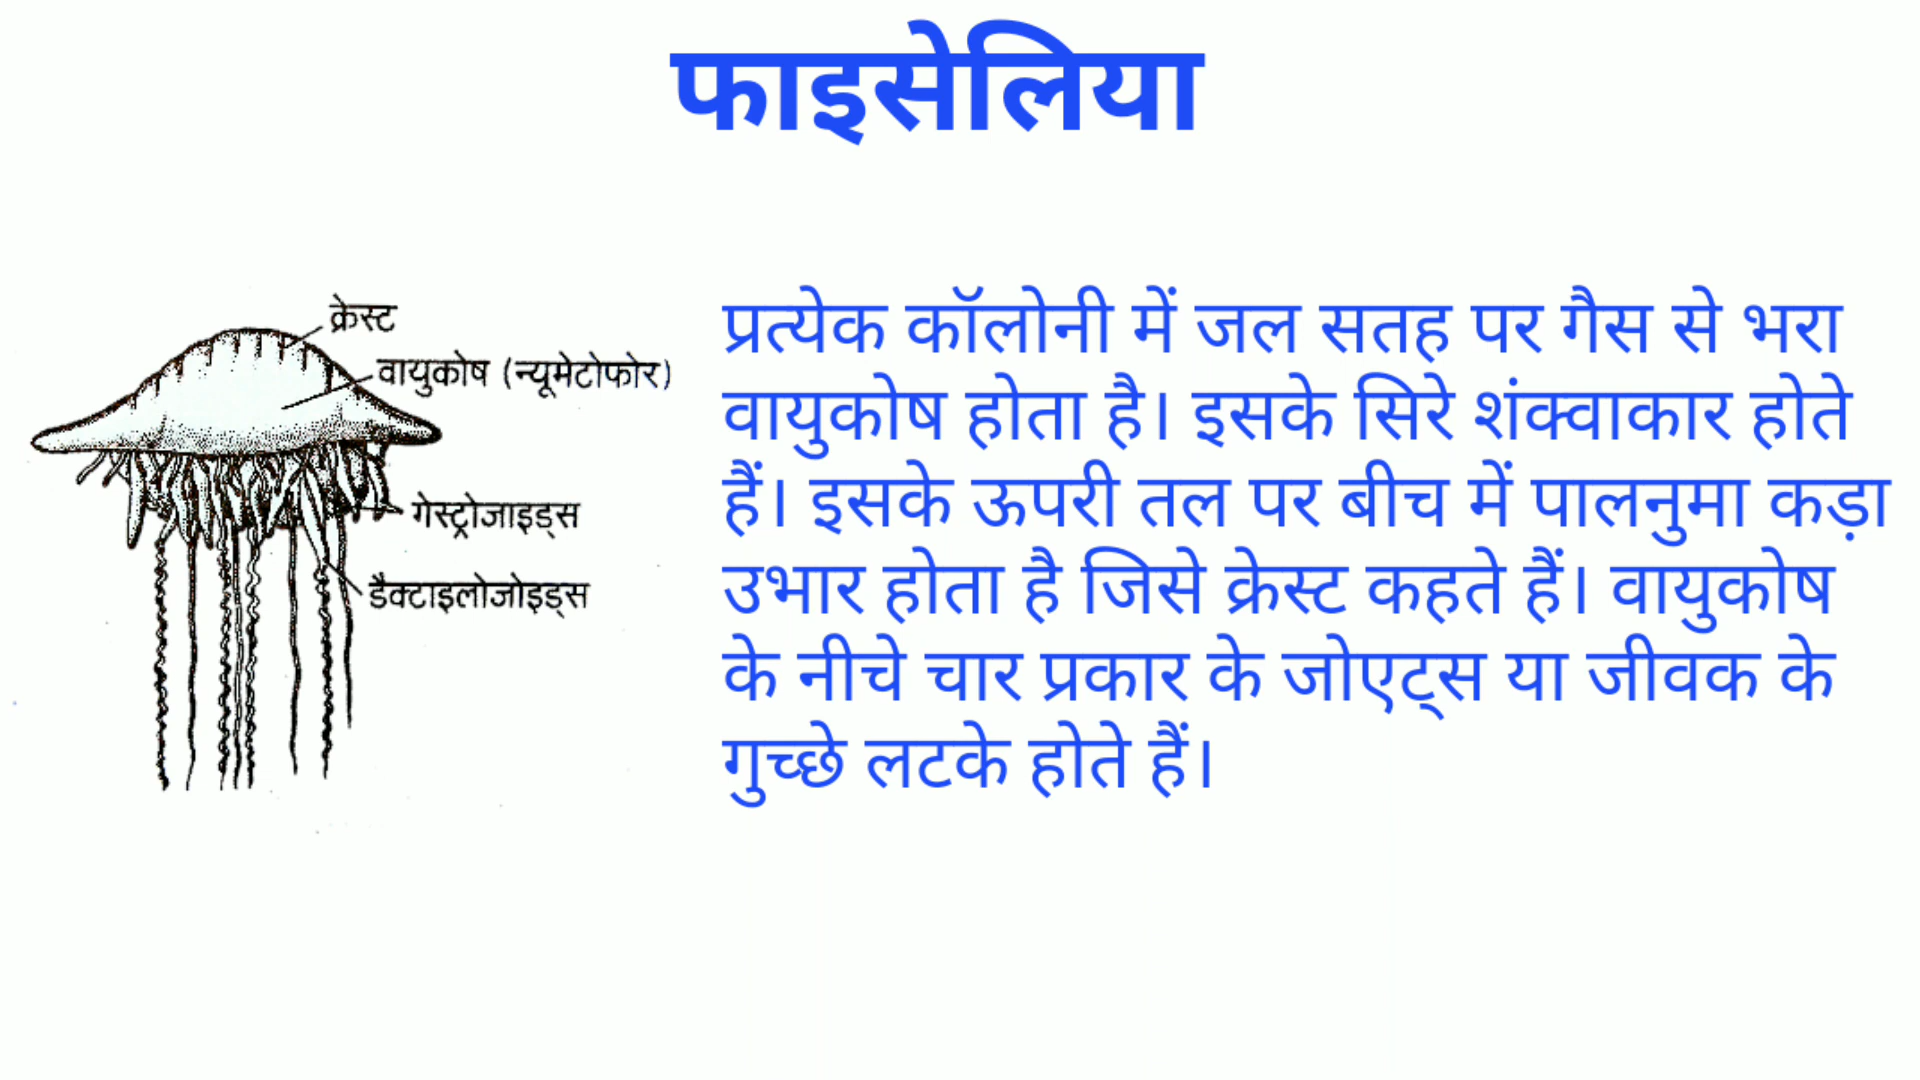 फाइसेलिया
क्रेस्ट
वायुकोष (न्यूमेटोफोर)
गेस्ट्रोजाइड्स
डैक्टाइलोजोइड्स
प्रत्येक कॉलोनी में जल सतह पर गैस से भरा
वायुकोष होता है। इसके सिरे शंक्वाकार होते
हैं। इसके ऊपरी तल पर बीच में पालनुमा कड़ा
उभार होता है जिसे क्रेस्ट कहते हैं। वायुकोष
के नीचे चार प्रकार के जोएट्स या जीवक के
गुच्छे लटके होते हैं।